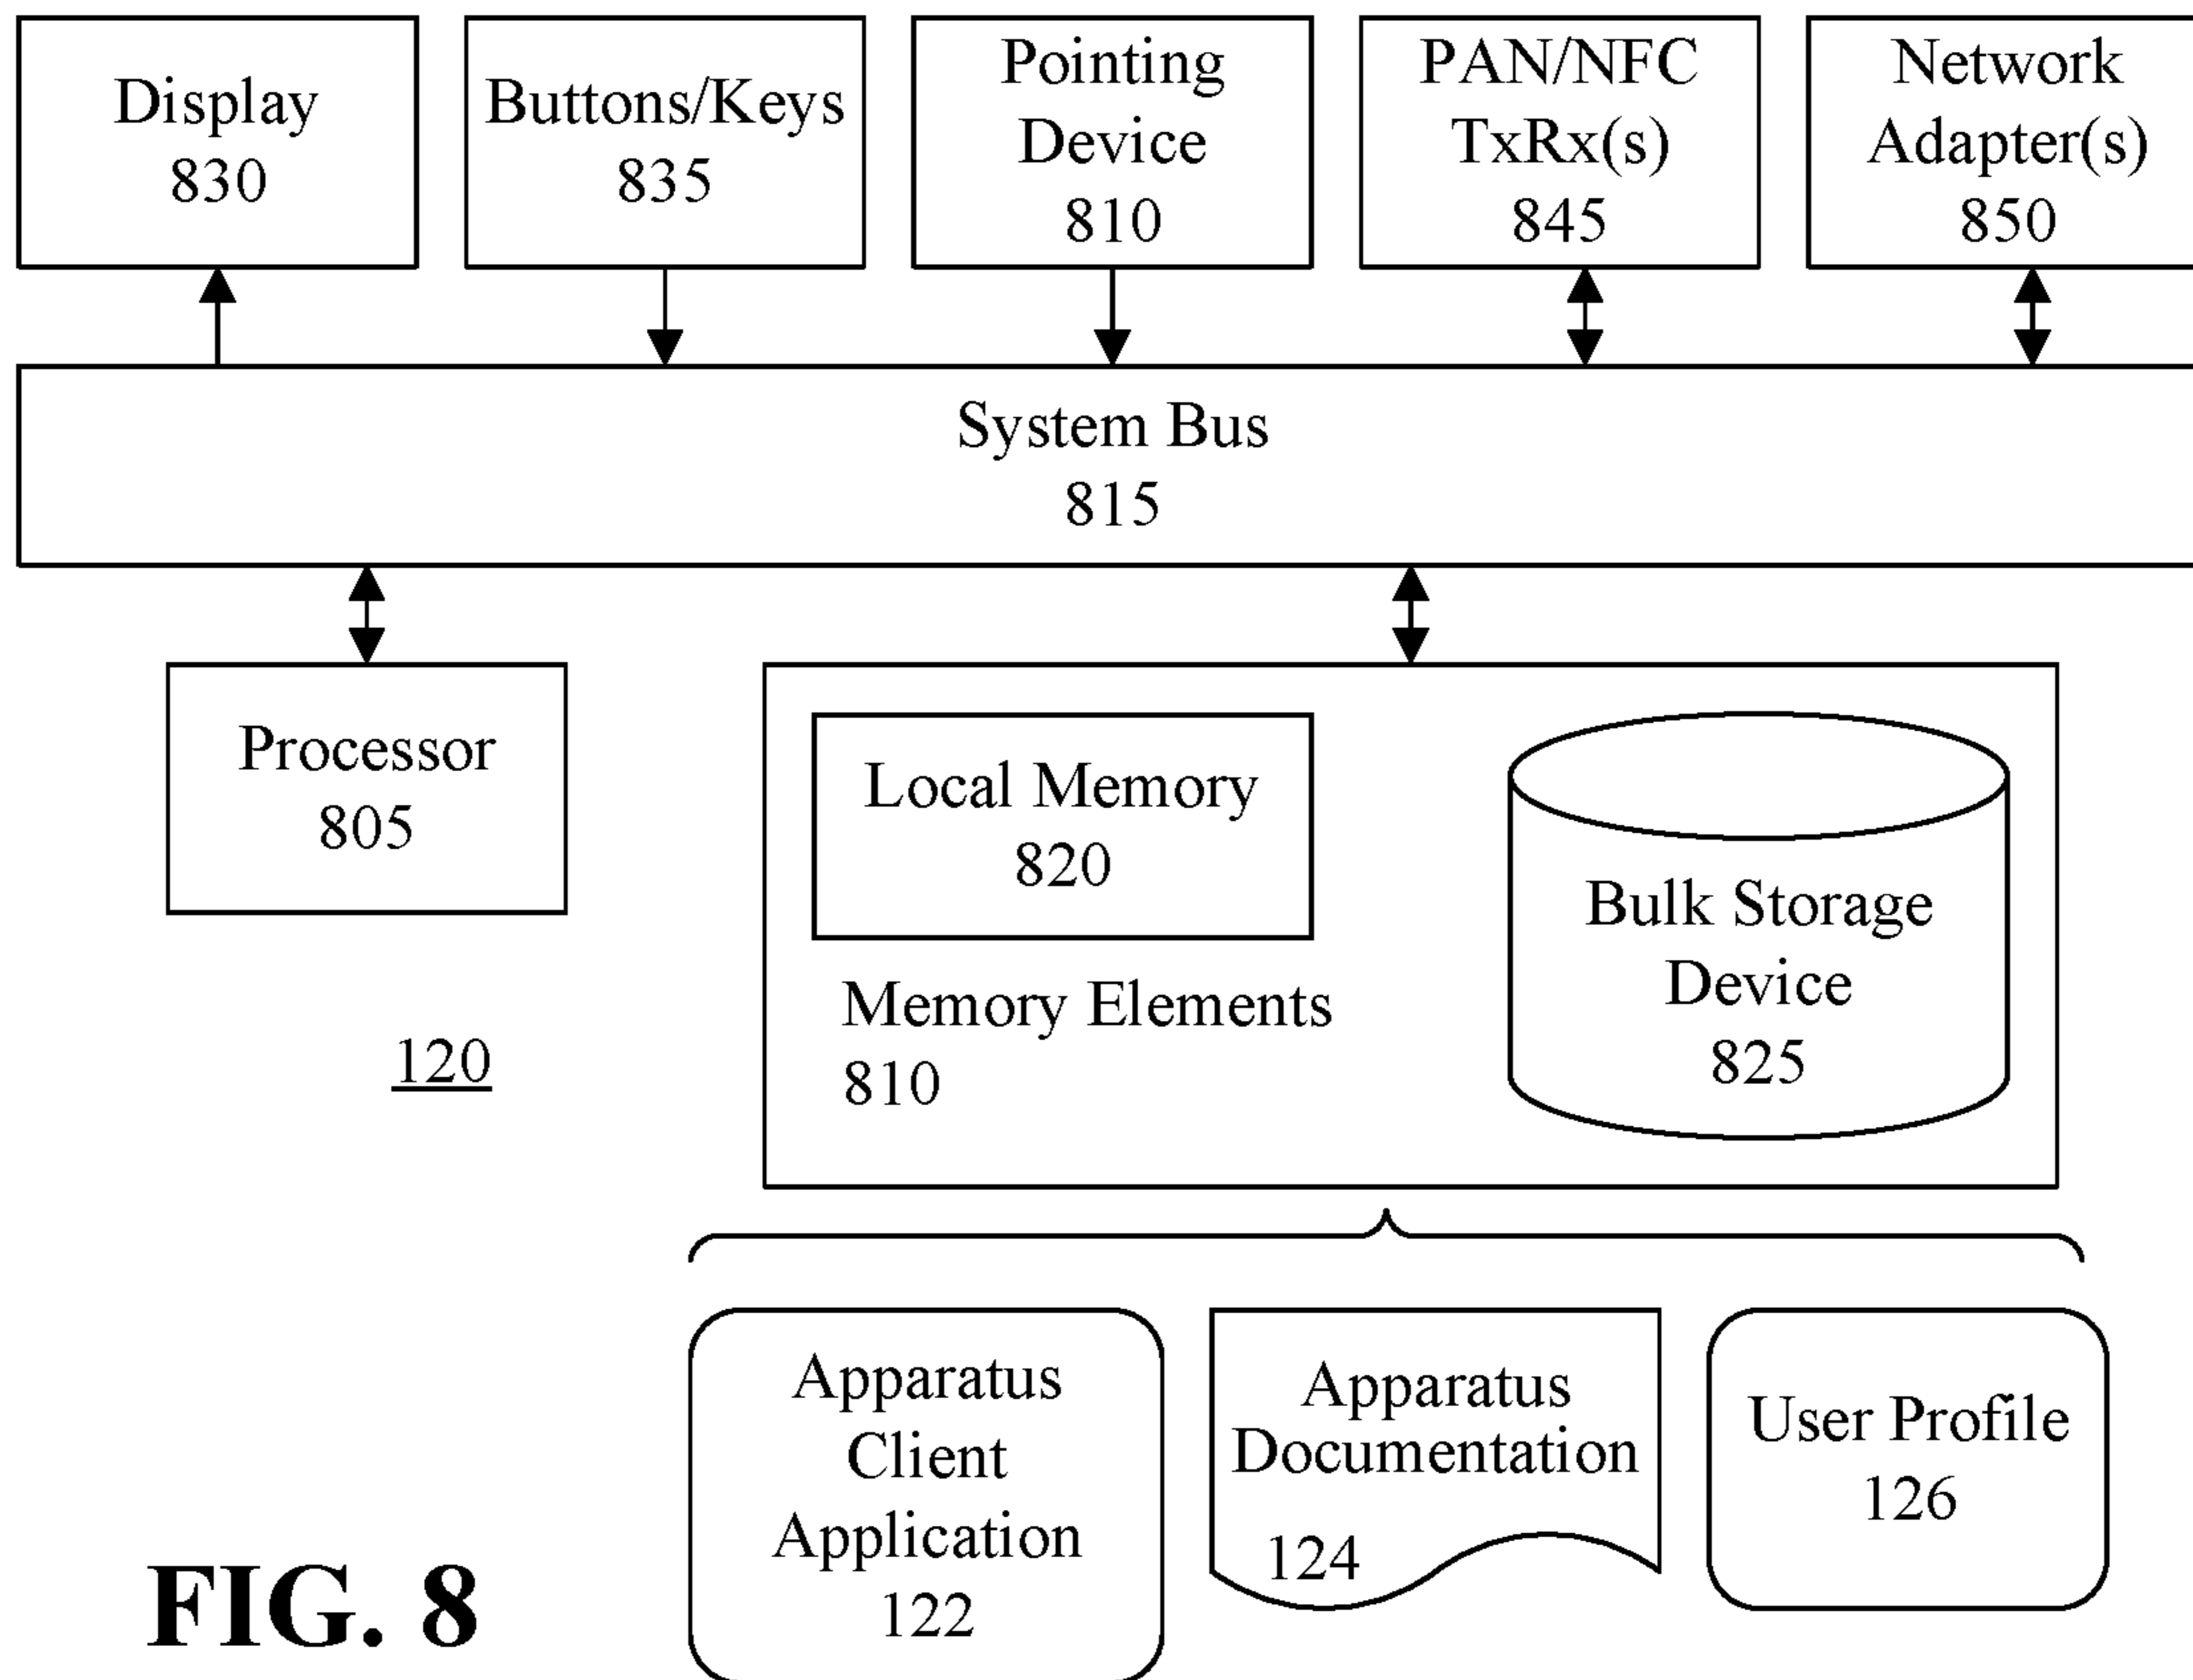 Display
830
Buttons/Keys
835
Pointing
Device
810
PAN/NFC
TxRx(s)
845
Network
Adapter(s)
850
System Bus
815
Processor
805
Local Memory
820
Memory Elements
810
Bulk Storage
Device
825
120
Apparatus
Client
Application
122
Apparatus
Documentation
124
User Profile
126
FIG. 8